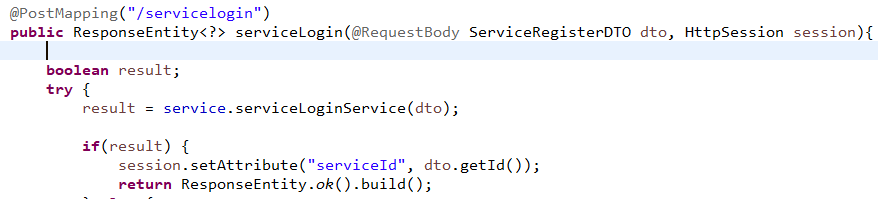 @PostMapping("/servicelogin")
public ResponseEntity<?> serviceLogin(@RequestBody ServiceRegisterDTO dto, HttpSession session){
boolean result;
try {
result = service.serviceLoginService(dto);
if(result) {
session.setAttribute("serviceId", dto.getId());
return ResponseEntity.ok().build();